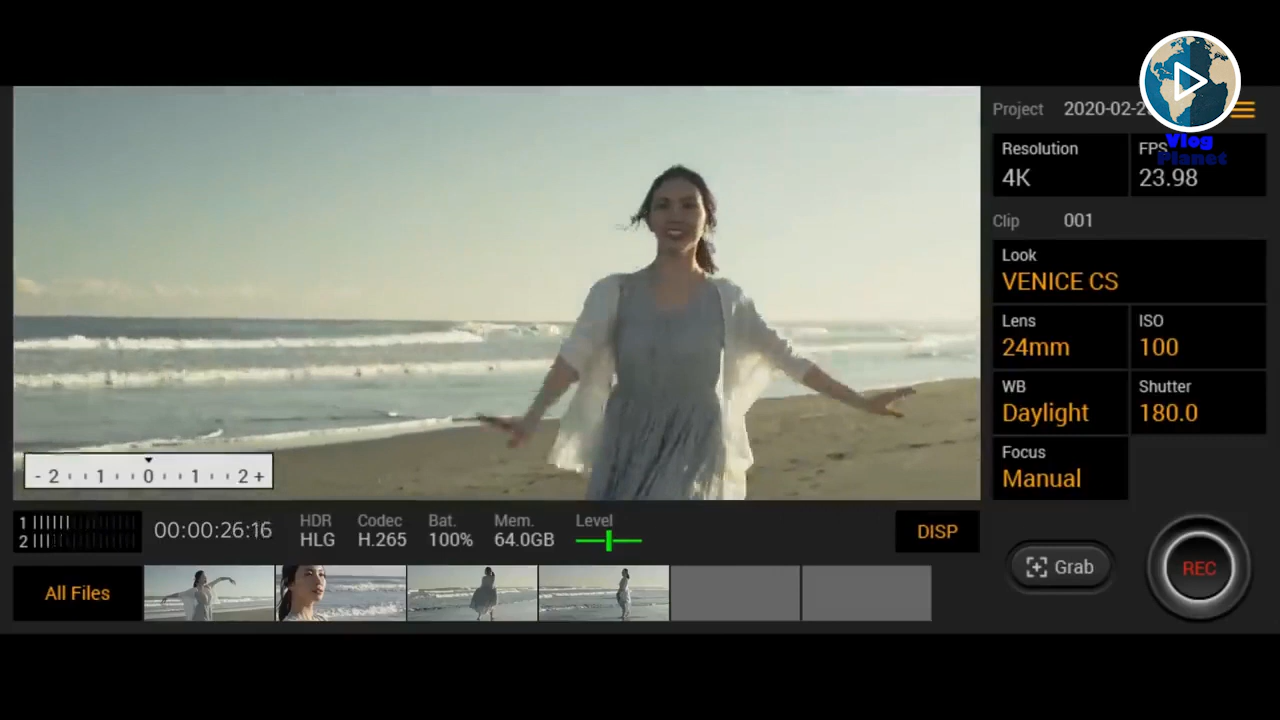 Project 2020-02-2
Vlog
Planet
Resolution FPS
4K 23.98
Clip 001
Look
VENICE CS
Lens ISO
24mm 100
WB Shutter
Daylight 180.0
Focus
Manual
- 2 1 0 1 2 +
1
2
00:00:26:16
HDR Codec Bat. Mem. Level
HLG H.265 100% 64.0GB
DISP
All Files
Grab
REC